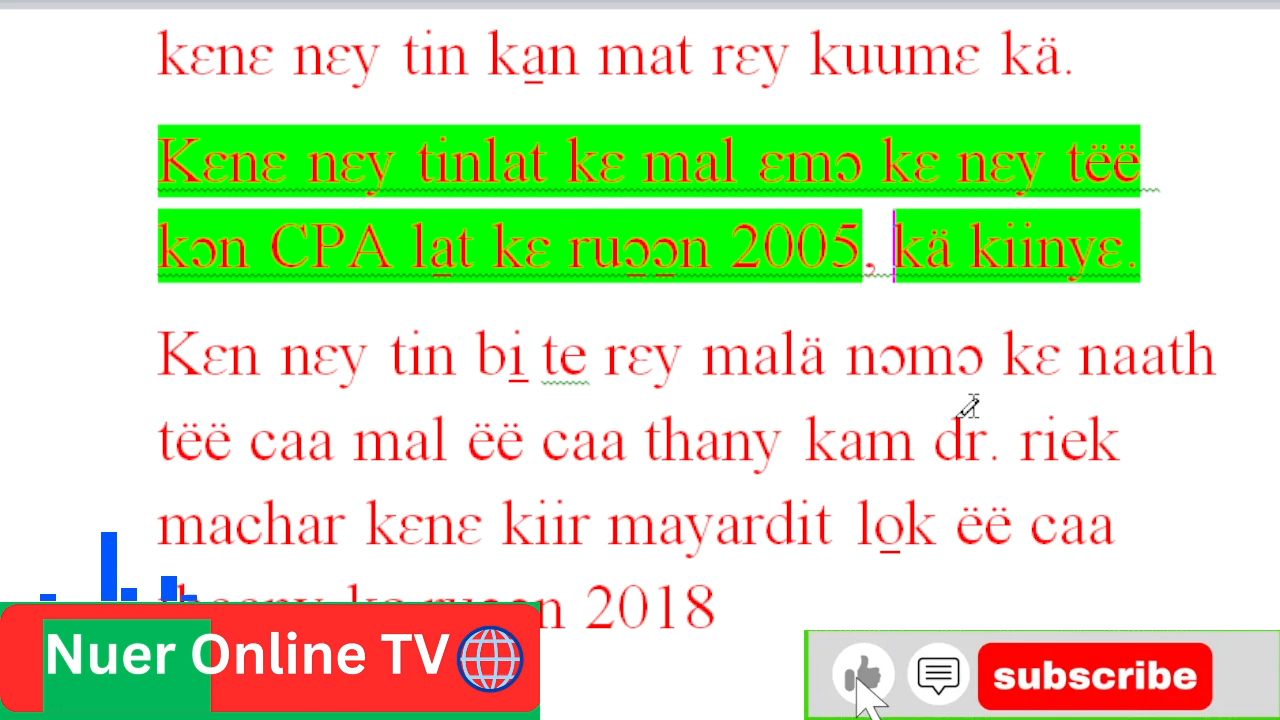 kɛnɛ nɛy tin ka̱n mat rɛy kuumɛ kä.
Kɛnɛ nɛy tinlat kɛ mal ɛmɔ kɛ nɛy tëë
kɔn CPA la̱t kɛ ruɔ̱ɔ̱n 2005, kä kiinyɛ.
Kɛn nɛy tin bi̱ te rɛy malä nɔmɔ kɛ naath
tëë caa mal ëë caa thany kam dr. riek
machar kɛnɛ kiir mayardit lo̱k ëë caa
2018
Nuer Online TV
subscribe